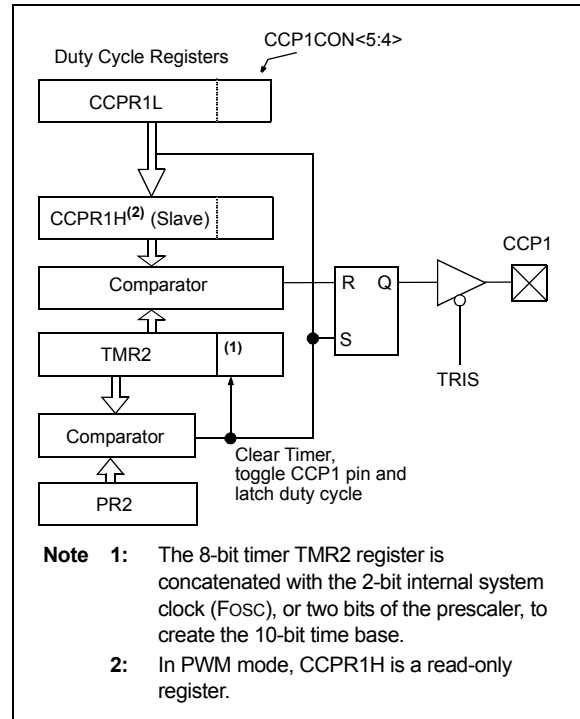 CCP1CON<5:4>
Duty Cycle Registers
CCPR1L
CCPR1H(2) (Slave)
CCP1
Comparator
R Q
TMR2 (1)
S
TRIS
Comparator
Clear Timer,
toggle CCP1 pin and
latch duty cycle
PR2
Note 1: The 8-bit timer TMR2 register is
concatenated with the 2-bit internal system
clock (FOSC), or two bits of the prescaler, to
create the 10-bit time base.
2: In PWM mode, CCPR1H is a read-only
register.